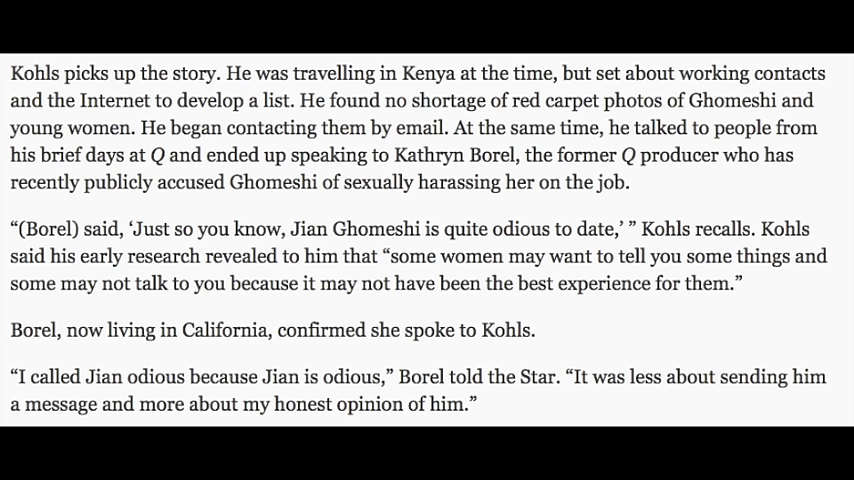 Kohls picks up the story. He was travelling in Kenya at the time, but set about working contacts
and the Internet to develop a list. He found no shortage of red carpet photos of Ghomeshi and
young women. He began contacting them by email. At the same time, he talked to people from
his brief days at Q and ended up speaking to Kathryn Borel, the former Q producer who has
recently publicly accused Ghomeshi of sexually harassing her on the job.
“(Borel) said, ‘Just so you know, Jian Ghomeshi is quite odious to date,’ ” Kohls recalls. Kohls
said his early research revealed to him that “some women may want to tell you some things and
some may not talk to you because it may not have been the best experience for them.”
Borel, now living in California, confirmed she spoke to Kohls.
“I called Jian odious because Jian is odious,” Borel told the Star. “It was less about sending him
a message and more about my honest opinion of him.”